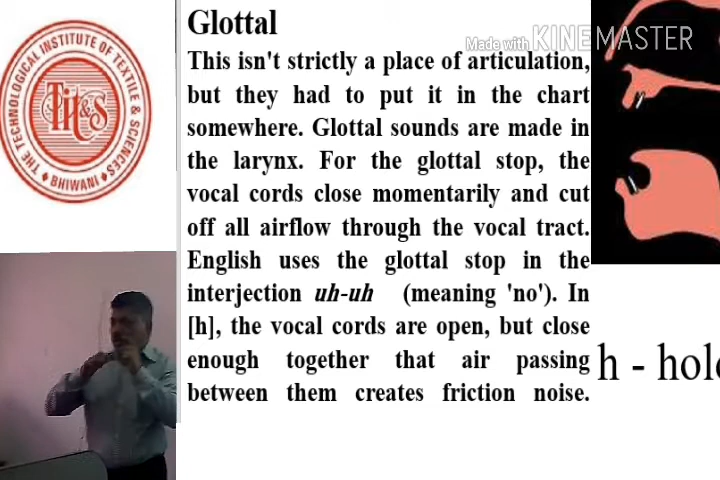 THE TECHNOLOGICAL INSTITUTE OF TEXTILE & SCIENCES
TIT&S
BHIWANI
Glottal
Made with KINEMASTER
This isn't strictly a place of articulation,
but they had to put it in the chart
somewhere. Glottal sounds are made in
the larynx. For the glottal stop, the
vocal cords close momentarily and cut
off all airflow through the vocal tract.
English uses the glottal stop in the
interjection uh-uh (meaning 'no'). In
[h], the vocal cords are open, but close
enough together that air passing
between them creates friction noise.
h - hol